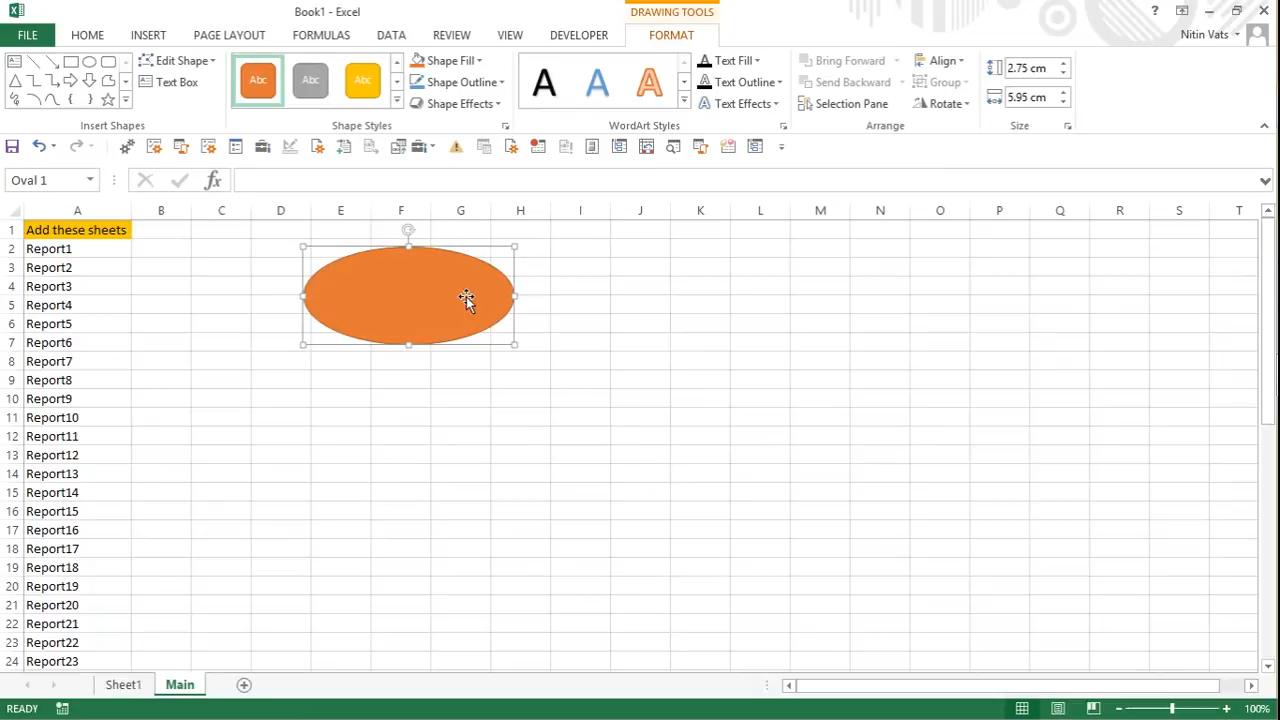 Book1 - Excel
DRAWING TOOLS
?
FILE
HOME
INSERT
PAGE LAYOUT
FORMULAS
DATA
REVIEW
VIEW
DEVELOPER
FORMAT
Nitin Vats
Edit Shape
Text Box
Insert Shapes
Abc
Abc
Abc
Shape Fill
Shape Outline
Shape Effects
Shape Styles
A
A
A
Text Fill
Text Outline
Text Effects
WordArt Styles
Bring Forward
Send Backward
Selection Pane
Align
Group
Rotate
Arrange
2.75 cm
5.95 cm
Size
Oval 1
fx
A B C D E F G H I J K L M N O P Q R S T
1 Add these sheets
2 Report1
3 Report2
4 Report3
5 Report4
6 Report5
7 Report6
8 Report7
9 Report8
10 Report9
11 Report10
12 Report11
13 Report12
14 Report13
15 Report14
16 Report15
17 Report16
18 Report17
19 Report18
20 Report19
21 Report20
22 Report21
23 Report22
24 Report23
Sheet1
Main
READY
100%